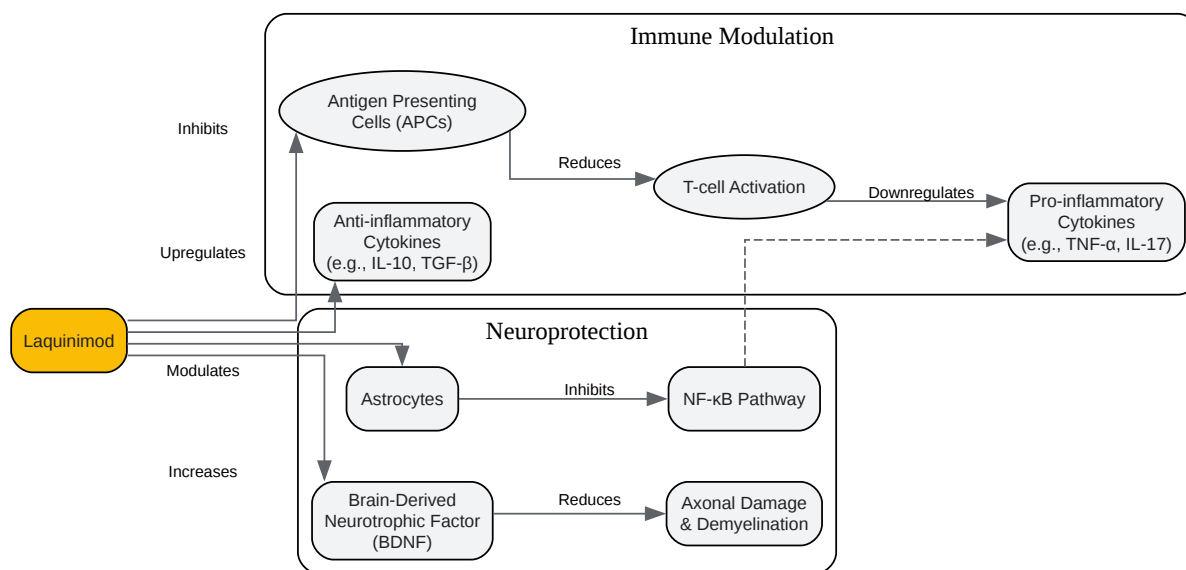 Immune Modulation
Antigen Presenting
Cells (APCs)
Inhibits
Reduces
T-cell Activation
Downregulates
Pro-inflammatory
Cytokines
(e.g., TNF-α, IL-17)
Anti-inflammatory
Cytokines
(e.g., IL-10, TGF-β)
Upregulates
Laquinimod
Neuroprotection
Modulates
Astrocytes
Inhibits
NF-κB Pathway
Increases
Brain-Derived
Neurotrophic Factor
(BDNF)
Reduces
Axonal Damage
& Demyelination